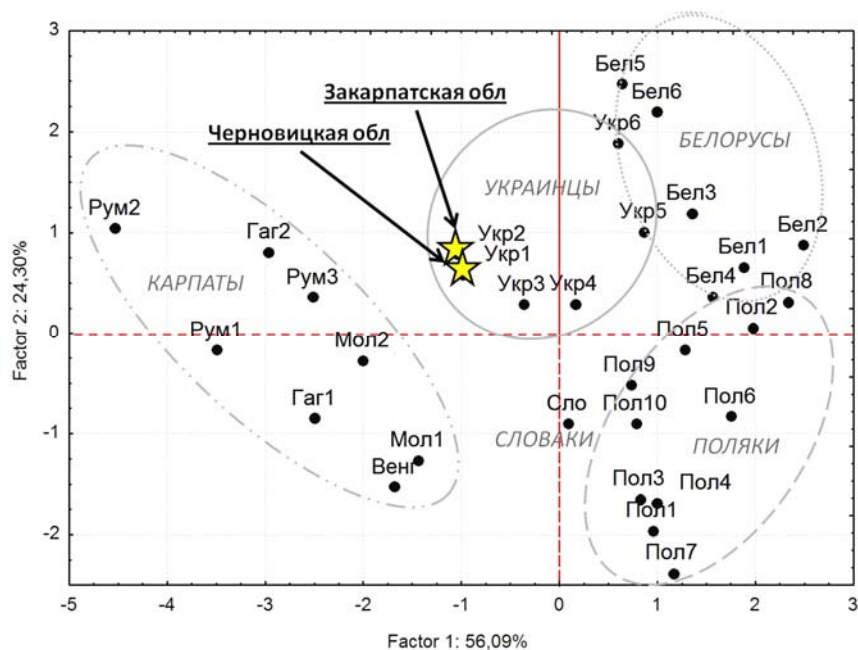 3
2
1
0
-1
-2
Factor 2: 24,30%
Закарпатская обл
Черновицкая обл
Бел5
Бел6
Укр6
БЕЛОРУСЫ
УКРАИНЦЫ
Бел3
Рум2
Гаг2
Укр2
Укр5
Бел2
Укр1
Бел1
КАРПАТЫ
Рум3
Укр3
Укр4
Бел4
Пол8
Пол2
Рум1
Мол2
Пол5
Пол9
Гаг1
Сло
Пол10
Пол6
СЛОВАКИ
Мол1
ПОЛЯКИ
Венг
Пол3
Пол4
Пол1
Пол7
-5
-4
-3
-2
-1
0
1
2
3
Factor 1: 56,09%